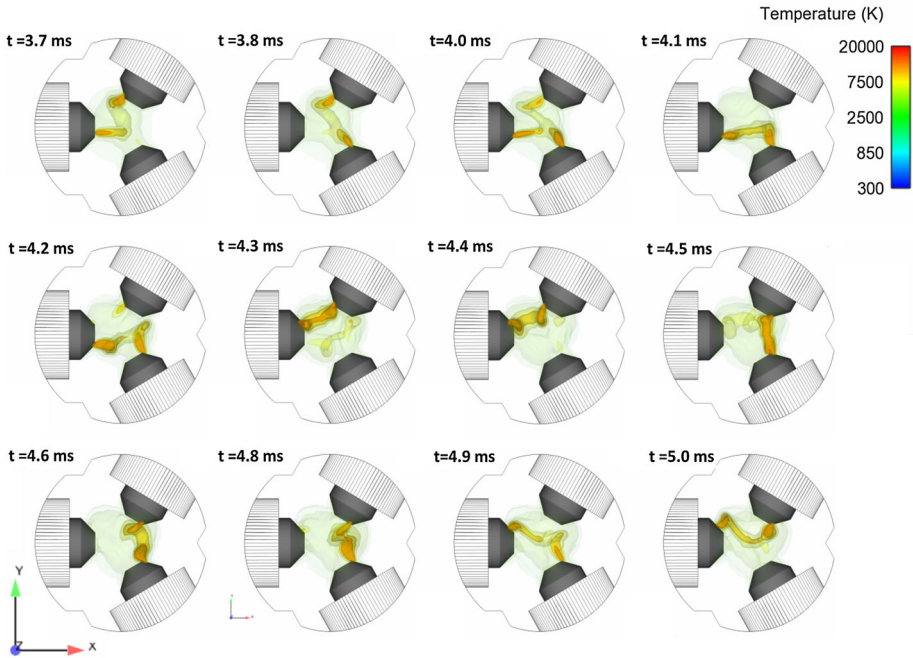 Temperature (K)
t =3.7 ms
t =3.8 ms
t=4.0 ms
t =4.1 ms
20000
7500
2500
850
300
t =4.2 ms
t =4.3 ms
t =4.4 ms
t =4.5 ms
t =4.6 ms
t =4.8 ms
t =4.9 ms
t =5.0 ms
Y
Z
X